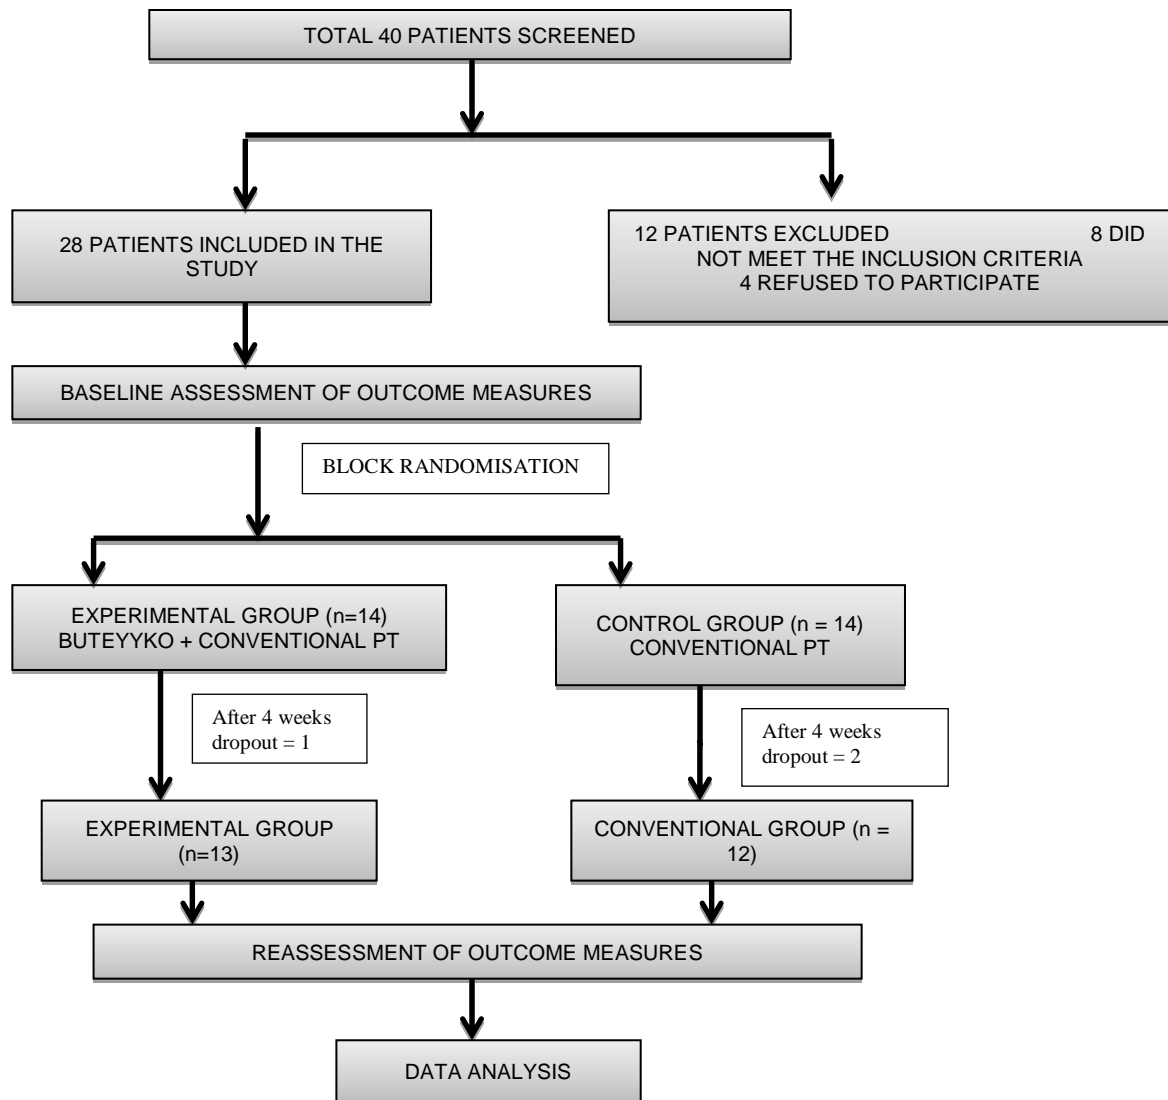 TOTAL 40 PATIENTS SCREENED
28 PATIENTS INCLUDED IN THE
STUDY
12 PATIENTS EXCLUDED 8 DID
NOT MEET THE INCLUSION CRITERIA
4 REFUSED TO PARTICIPATE
BASELINE ASSESSMENT OF OUTCOME MEASURES
BLOCK RANDOMISATION
EXPERIMENTAL GROUP (n=14)
BUTEYYKO + CONVENTIONAL PT
CONTROL GROUP (n = 14)
CONVENTIONAL PT
After 4 weeks
dropout = 1
After 4 weeks
dropout = 2
EXPERIMENTAL GROUP
(n=13)
CONVENTIONAL GROUP (n =
12)
REASSESSMENT OF OUTCOME MEASURES
DATA ANALYSIS